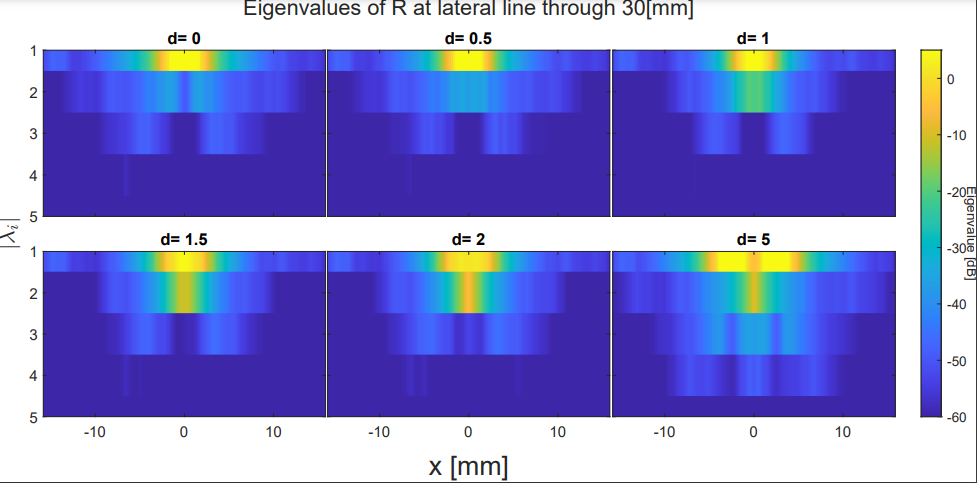 Eigenvalues of R at lateral line through 30[mm]
d= 0
d= 0.5
d= 1
1
2
3
4
5
d= 1.5
d= 2
d= 5
1
2
3
4
5
-10 0 10
-10 0 10
-10 0 10
|λi|
x [mm]
0
-10
-20
-30
-40
-50
-60
Eigenvalue [dB]